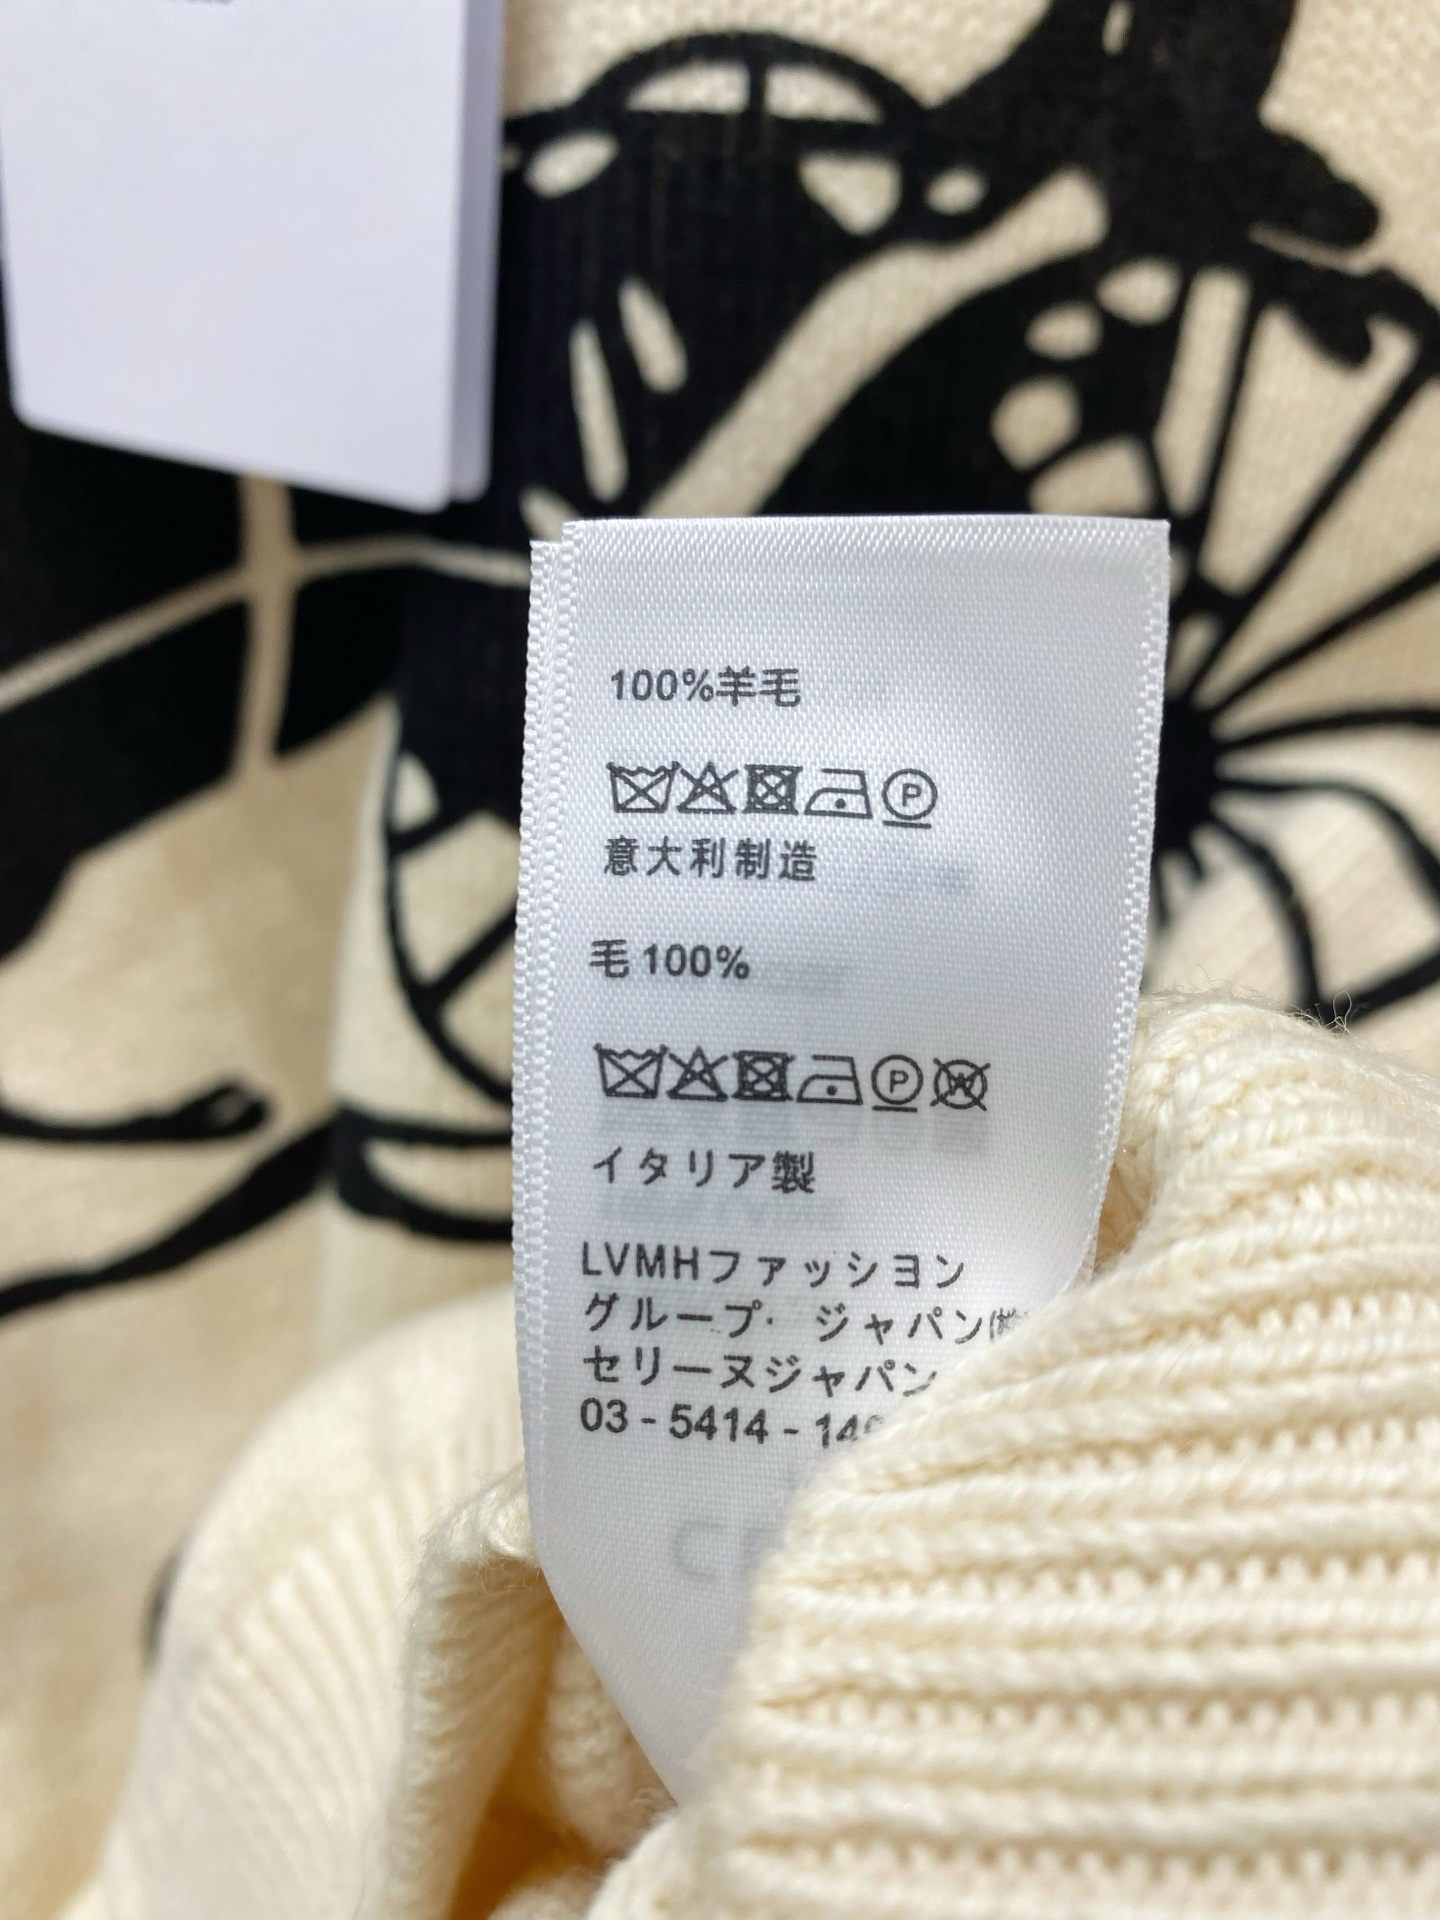 100%羊毛
意大利制造
毛 100%
イタリア製
LVMHファッション
グループ・ジャパン㈱
セリーヌジャパン
03 - 5414 - 14